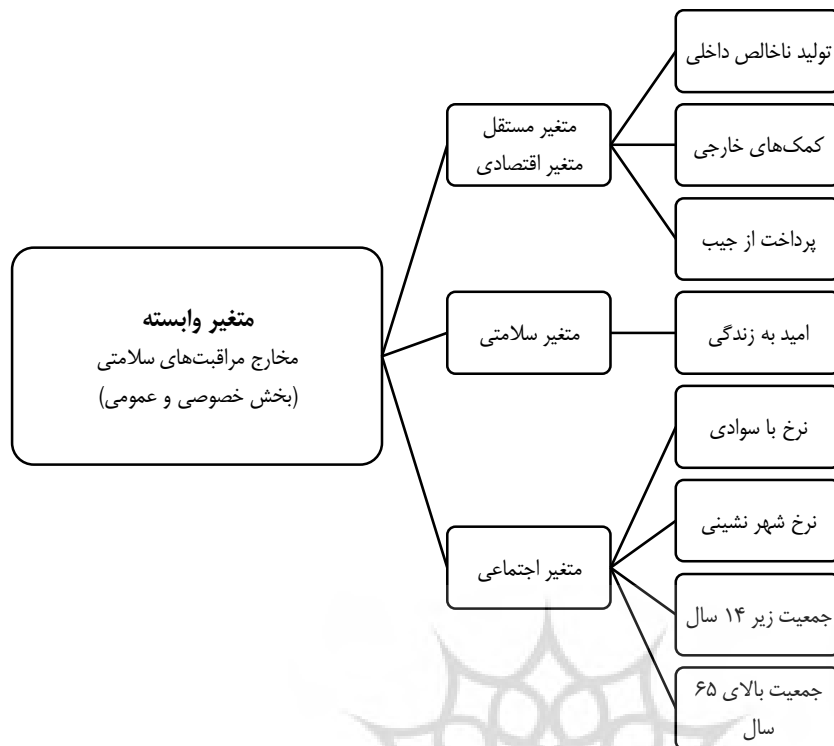 تولید ناخالص داخلی
کمک‌های خارجی
پرداخت از جیب
امید به زندگی
نرخ با سوادی
نرخ شهر نشینی
جمعیت زیر ۱۴ سال
جمعیت بالای ۶۵
سال
متغیر مستقل
متغیر اقتصادی
متغیر سلامتی
متغیر اجتماعی
متغیر وابسته
مخارج مراقبت‌های سلامتی
(بخش خصوصی و عمومی)